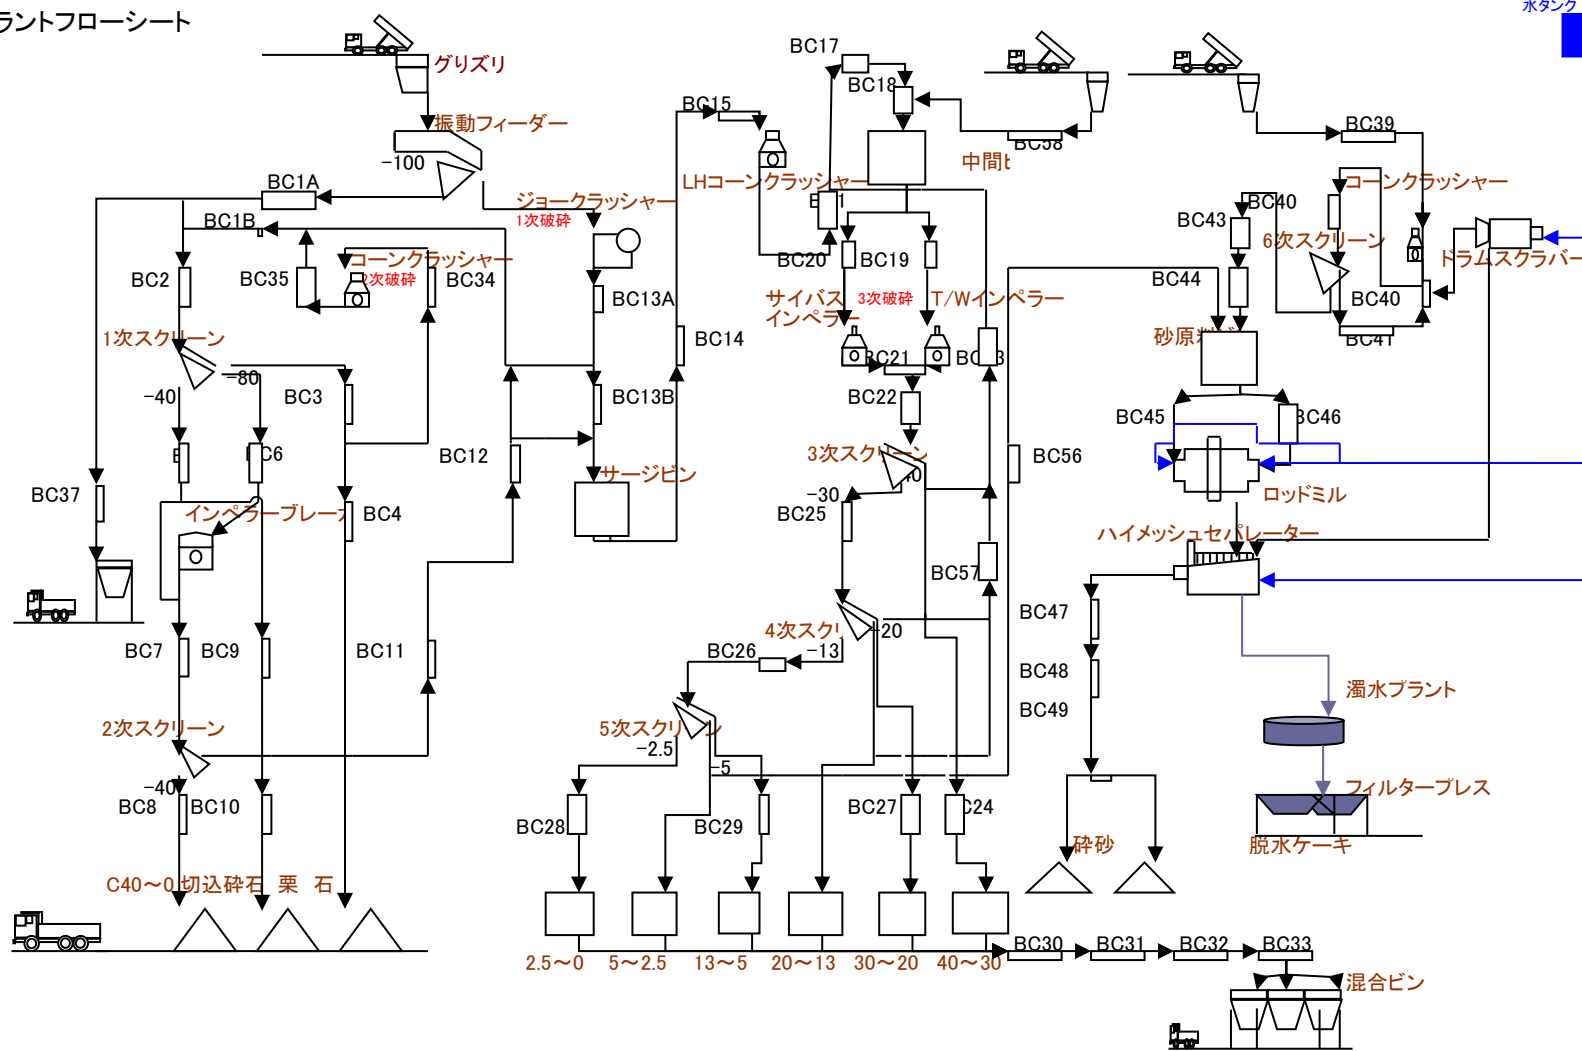 ラントフローシート
水タンク
グリズリ
BC17
BC18
振動フィーダー
BC15
BC39
-100
BC58
中間ビ
BC1A
ジョークラッシャー
1次破砕
LHコーンクラッシャー
コーンクラッシャー
BC40
BC1B
BC43
6次スクリーン
ドラムスクラバー
コーンクラッシャー
2次破砕
BC2
BC35
BC34
BC20
BC19
BC44
BC40
BC13A
サイバス
インペラー
3次破砕
T/Wインペラー
1次スクリーン
BC14
砂原料
BC41
BC21
-80
-40
BC3
BC13B
BC22
BC45
BC46
BC12
サージビン
3次スクリーン
BC56
-30
BC37
インペラーブレーカ
BC4
BC25
ロッドミル
ハイメッシュセパレーター
BC57
BC47
BC7
BC9
BC11
4次スクリ
-20
-13
BC26
BC48
BC49
濁水プラント
2次スクリーン
5次スクリーン
-2.5
-5
-40
BC8
BC10
BC28
BC29
BC27
BC24
フィルタープレス
砕砂
脱水ケーキ
C40～0
切込砕石
栗　石
2.5～0
5～2.5
13～5
20～13
30～20
40～30
BC30
BC31
BC32
BC33
混合ビン